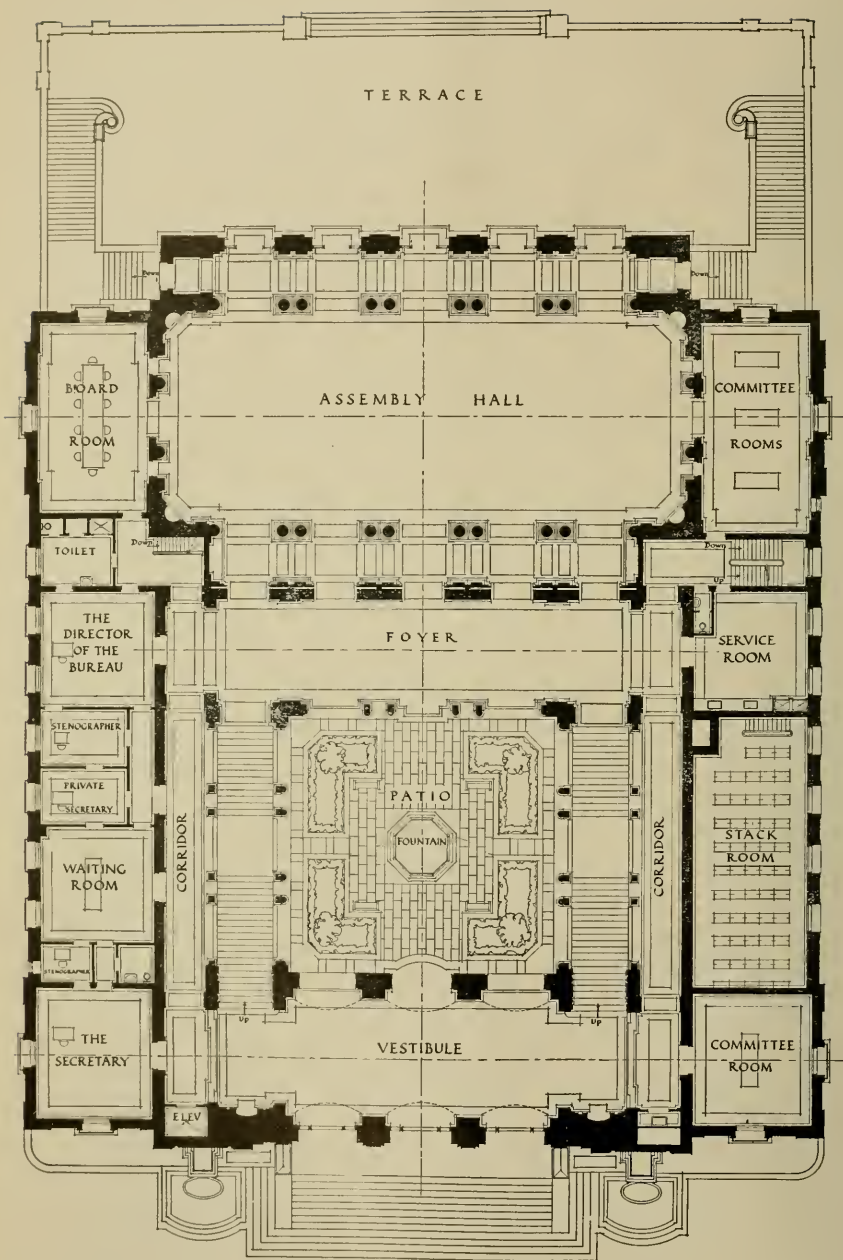 TERRACE
Down
Down
BOARD
ROOM
ASSEMBLY HALL
COMMITTEE
ROOMS
TOILET
Down
Down
Up
THE
DIRECTOR
OF THE
BUREAU
FOYER
SERVICE
ROOM
STENOGRAPHER
PRIVATE
SECRETARY
CORRIDOR
PATIO
FOUNTAIN
CORRIDOR
STACK
ROOM
WAITING
ROOM
STENOGRAPHER
Up
Up
THE
SECRETARY
VESTIBULE
COMMITTEE
ROOM
ELEV